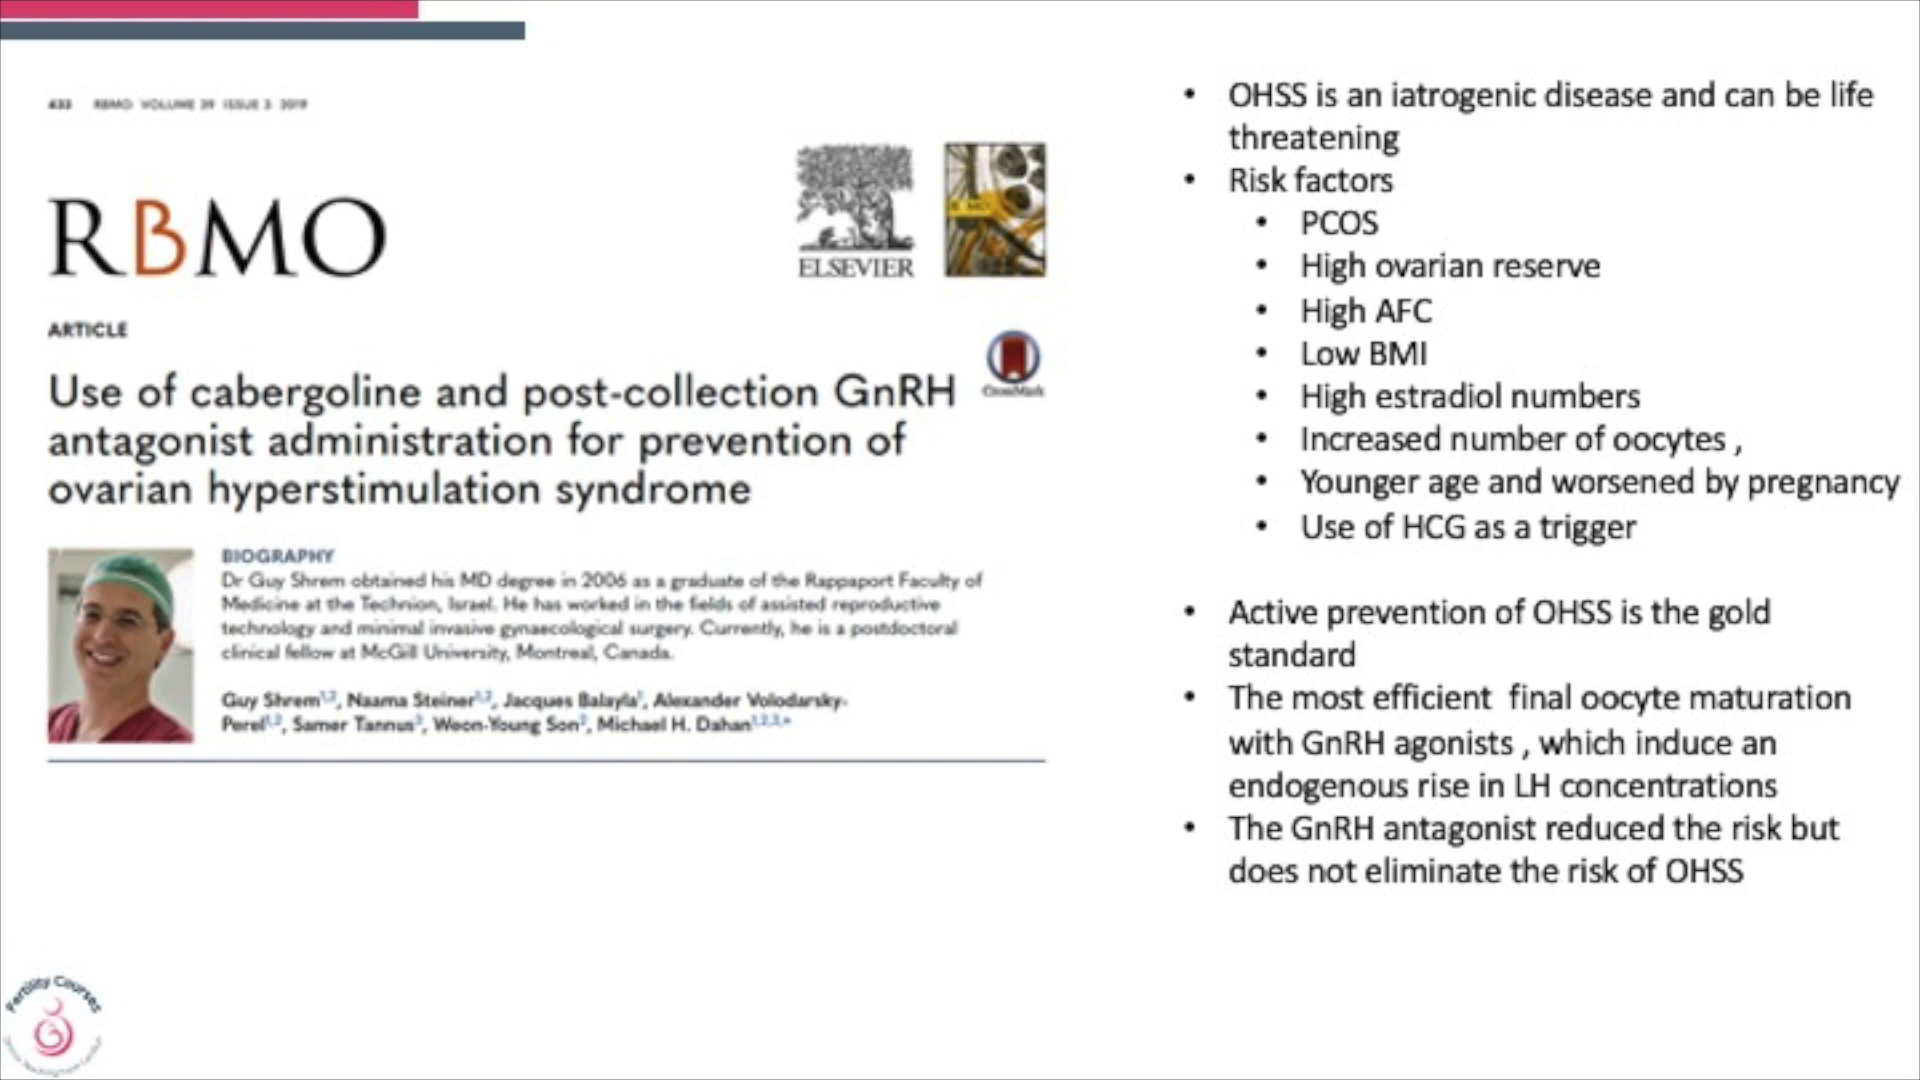 433 RBMO VOLUME 39 ISSUE 3 2019
RBMO
ELSEVIER
ARTICLE
CrossMark
Use of cabergoline and post-collection GnRH
antagonist administration for prevention of
ovarian hyperstimulation syndrome
BIOGRAPHY
Dr Guy Shrem obtained his MD degree in 2006 as a graduate of the Rappaport Faculty of
Medicine at the Technion, Israel. He has worked in the fields of assisted reproductive
technology and minimal invasive gynaecological surgery. Currently, he is a postdoctoral
clinical fellow at McGill University, Montreal, Canada.
Guy Shrem, Naama Steiner, Jacques Balayla, Alexander Volodarsky-
Perel, Samer Tannus, Weon-Young Son, Michael H. Dahan
• OHSS is an iatrogenic disease and can be life
threatening
• Risk factors
• PCOS
• High ovarian reserve
• High AFC
• Low BMI
• High estradiol numbers
• Increased number of oocytes ,
• Younger age and worsened by pregnancy
• Use of HCG as a trigger
• Active prevention of OHSS is the gold
standard
• The most efficient final oocyte maturation
with GnRH agonists , which induce an
endogenous rise in LH concentrations
• The GnRH antagonist reduced the risk but
does not eliminate the risk of OHSS
Fertility Courses